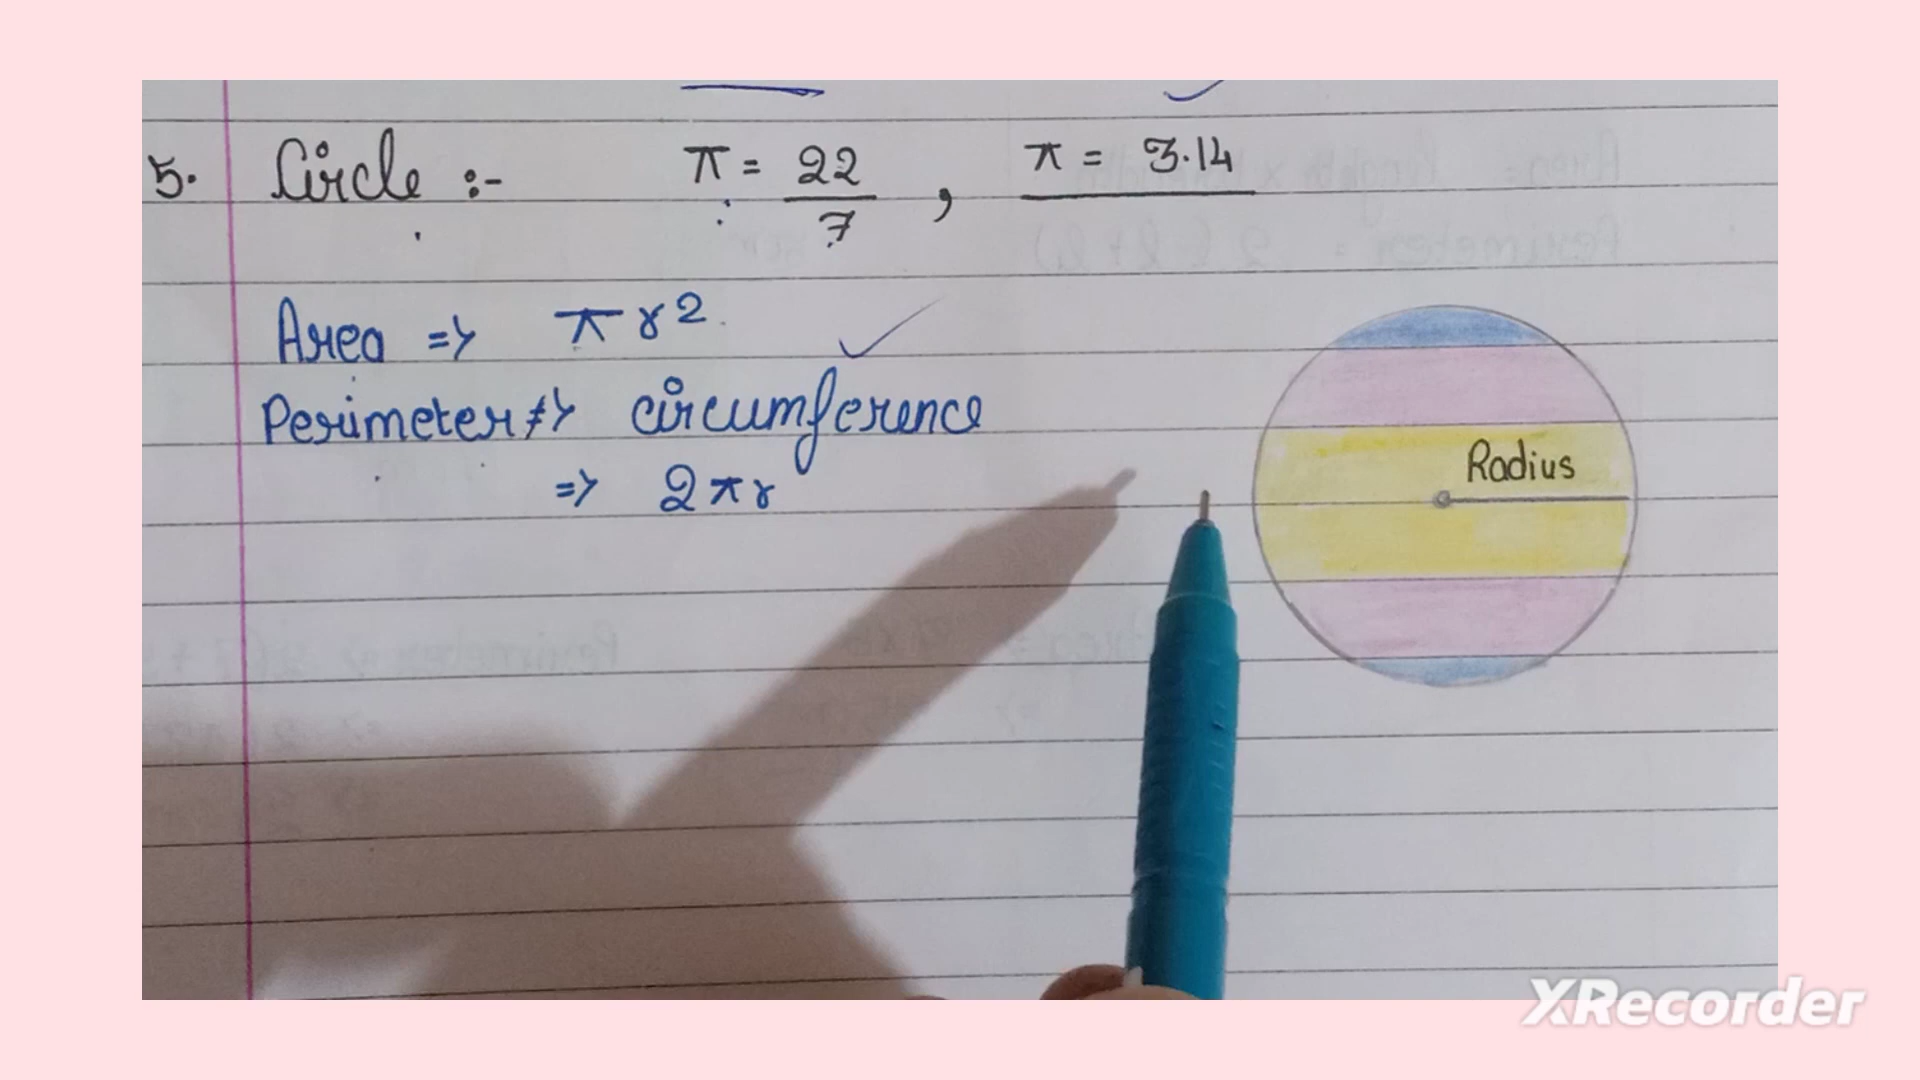 5. Circle :- π = 22/7 , π = 3.14
Area => πr²
Perimeter => circumference
=> 2πr
Radius
XRecorder